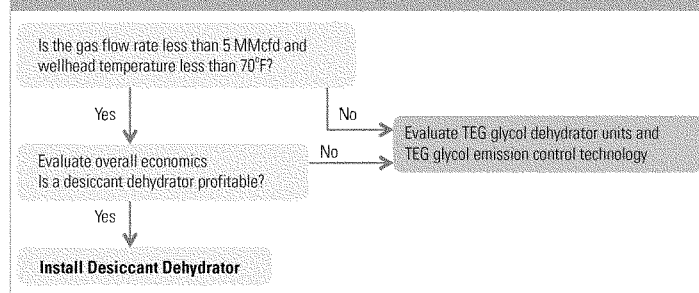 Is the gas flow rate less than 5 MMcfd and
wellhead temperature less than 70°F?
Yes
No
Evaluate TEG glycol dehydrator units and
TEG glycol emission control technology
Evaluate overall economics
Is a desiccant dehydrator profitable?
No
Yes
Install Desiccant Dehydrator